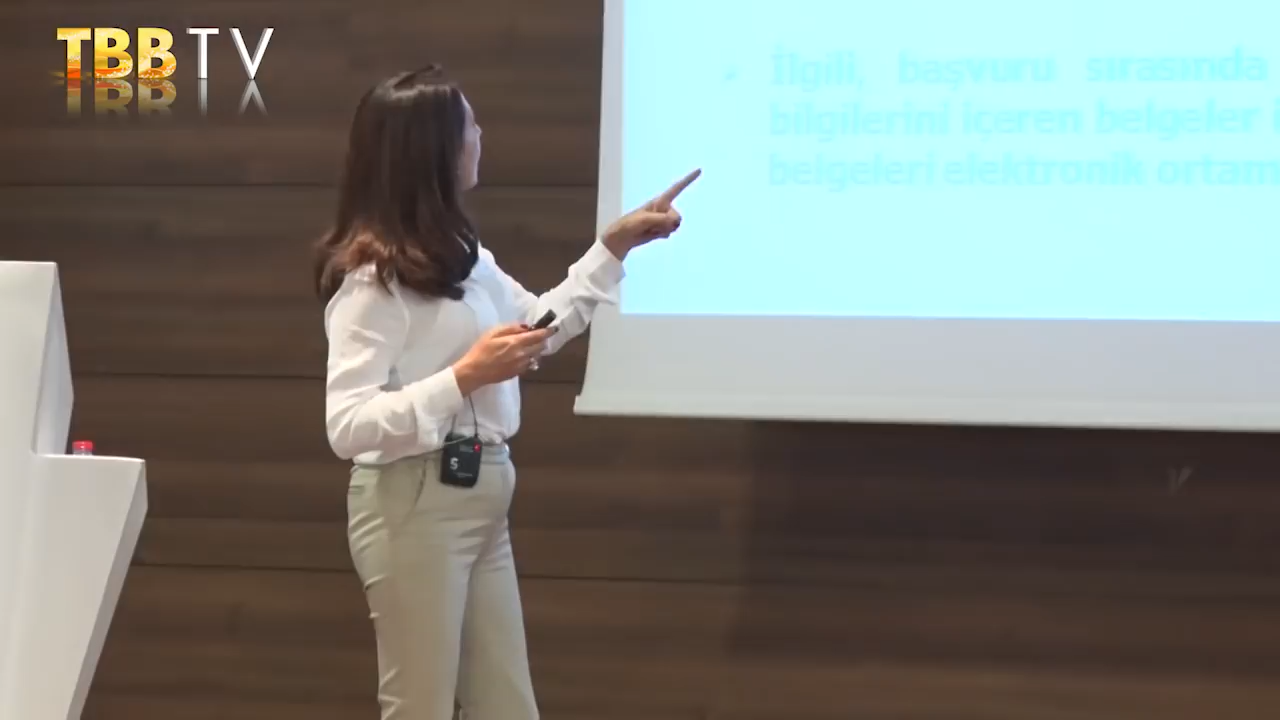 TBB TV
İlgili, başvuru sırasında
bilgilerini içeren belgeler
belgeleri elektronik ortam
S